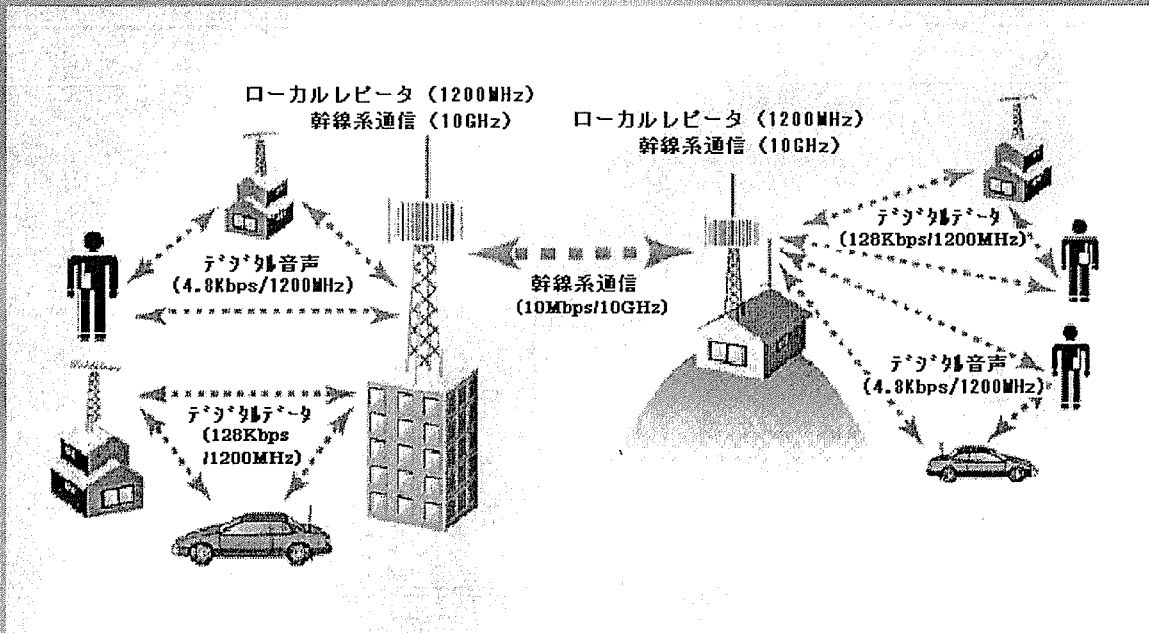 ローカルレピータ (1200MHz)
幹線系通信 (10GHz)
ローカルレピータ (1200MHz)
幹線系通信 (10GHz)
デジタル音声
(4.8Kbps/1200MHz)
デジタルデータ
(128Kbps
/1200MHz)
幹線系通信
(10Mbps/10GHz)
デジタルデータ
(128Kbps/1200MHz)
デジタル音声
(4.8Kbps/1200MHz)